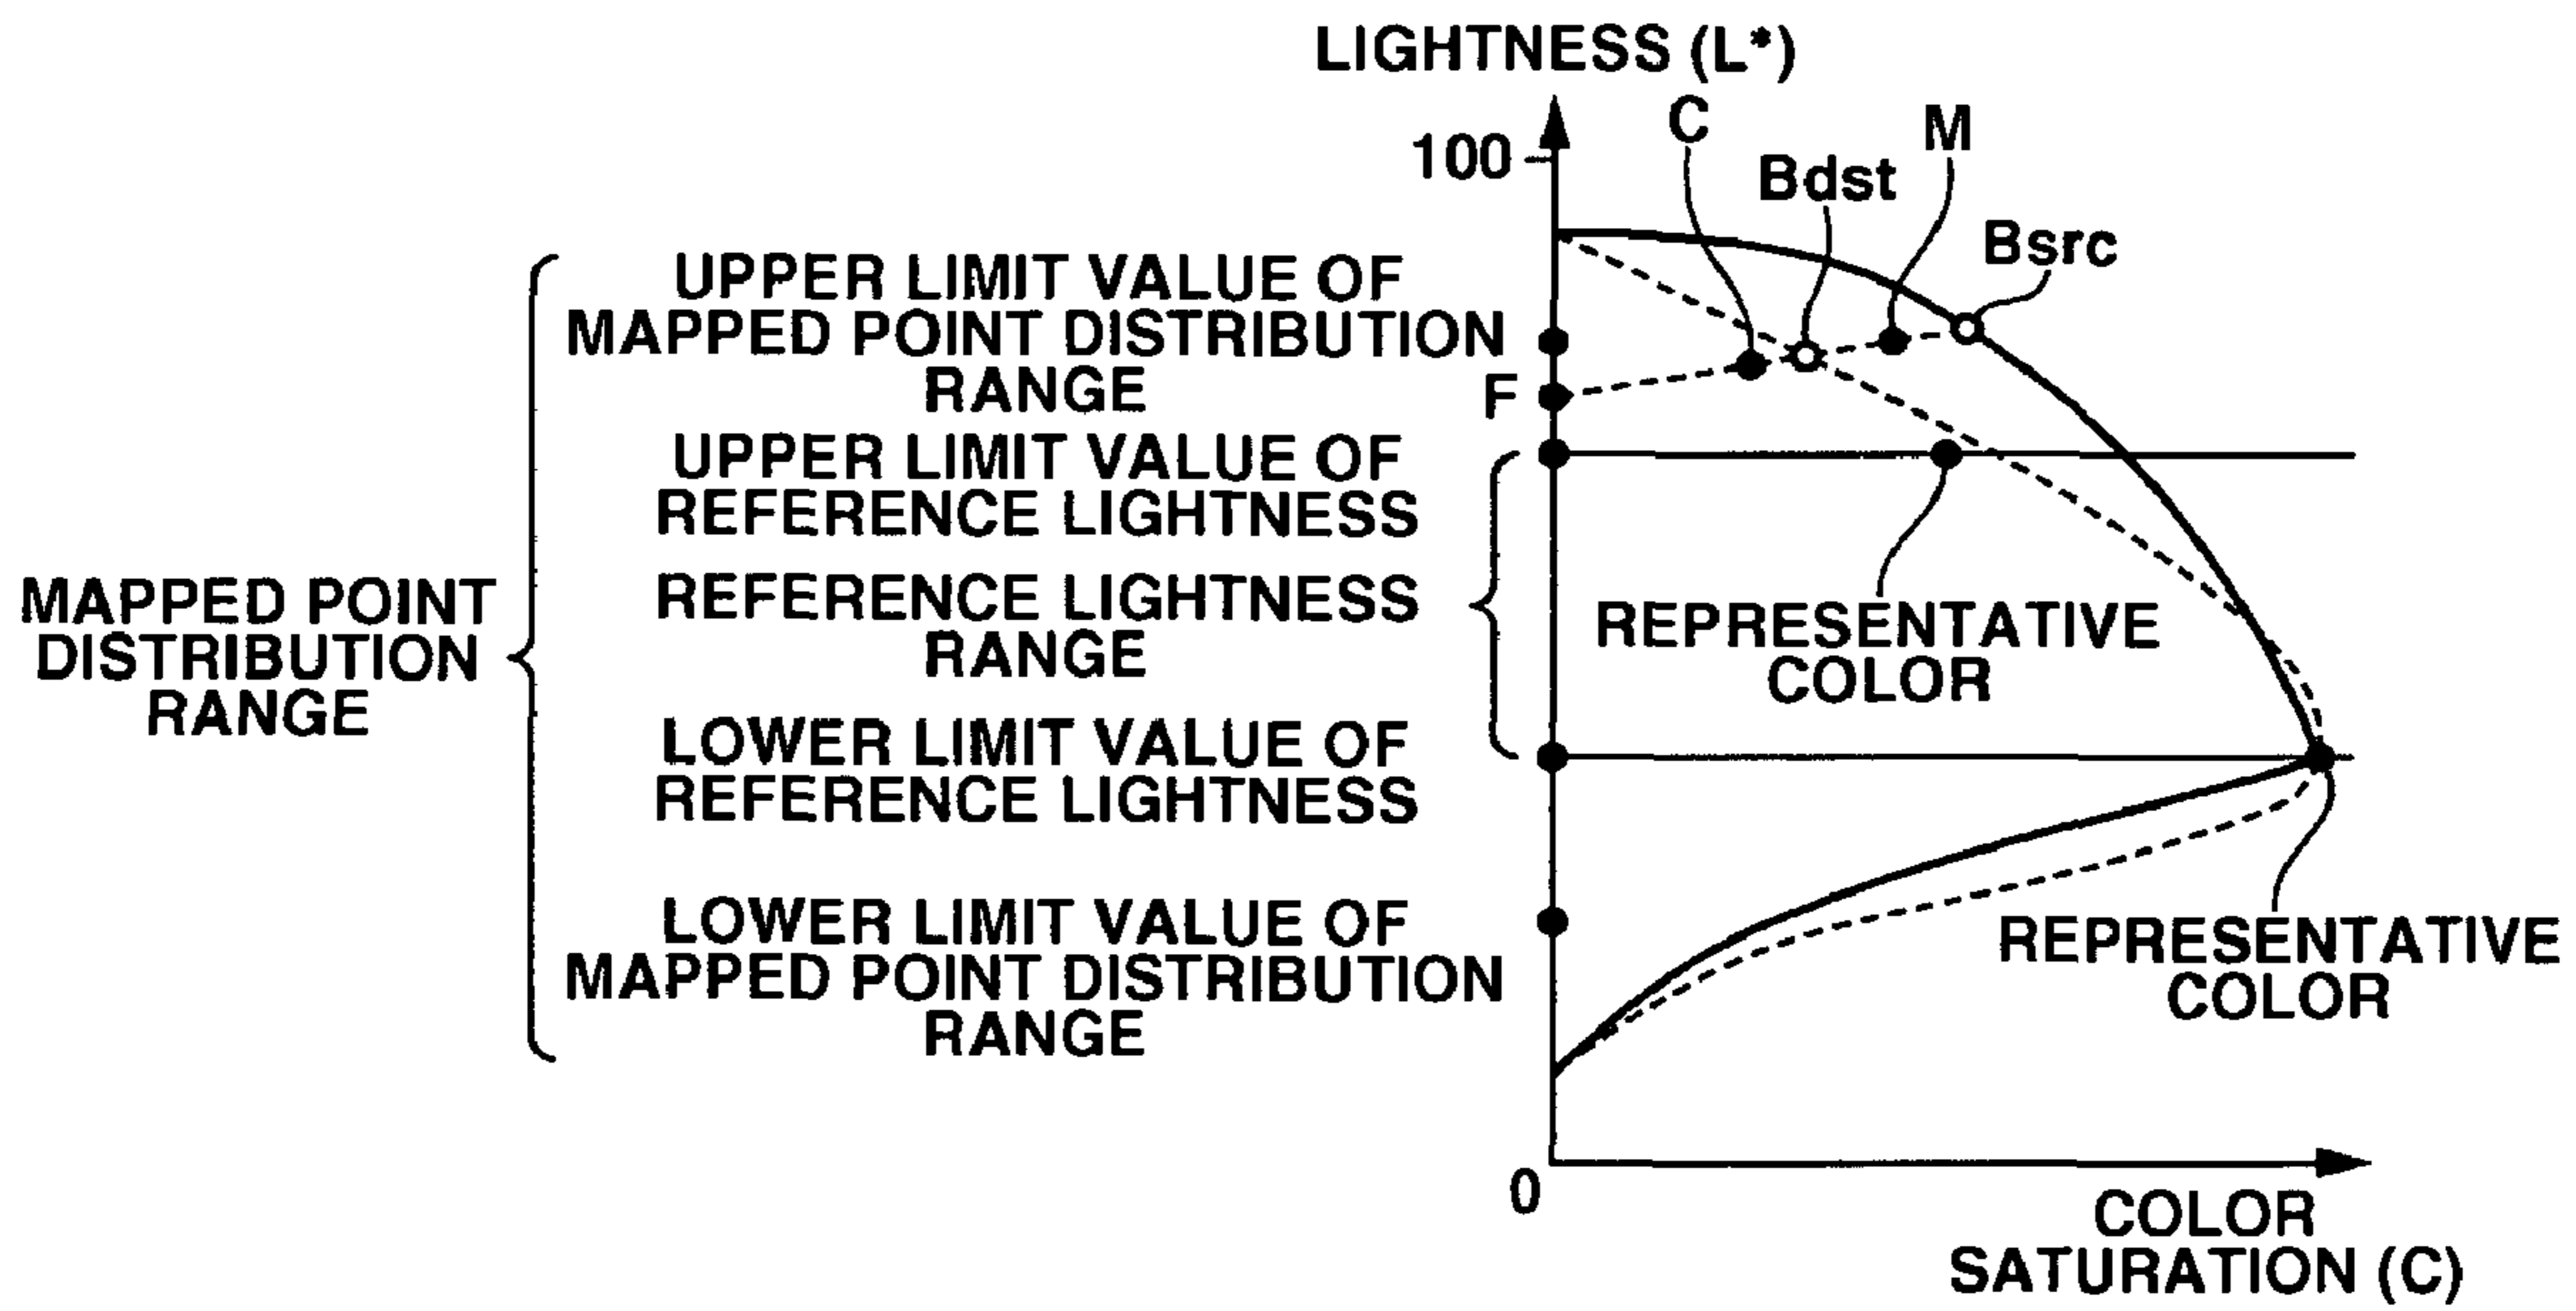 LIGHTNESS (L*)
100
C
Bdst
M
Bsrc
UPPER LIMIT VALUE OF
MAPPED POINT DISTRIBUTION
RANGE
F
UPPER LIMIT VALUE OF
REFERENCE LIGHTNESS
REFERENCE LIGHTNESS
RANGE
MAPPED POINT
DISTRIBUTION
RANGE
REPRESENTATIVE
COLOR
LOWER LIMIT VALUE OF
REFERENCE LIGHTNESS
LOWER LIMIT VALUE OF
MAPPED POINT DISTRIBUTION
RANGE
REPRESENTATIVE
COLOR
0
COLOR
SATURATION (C)